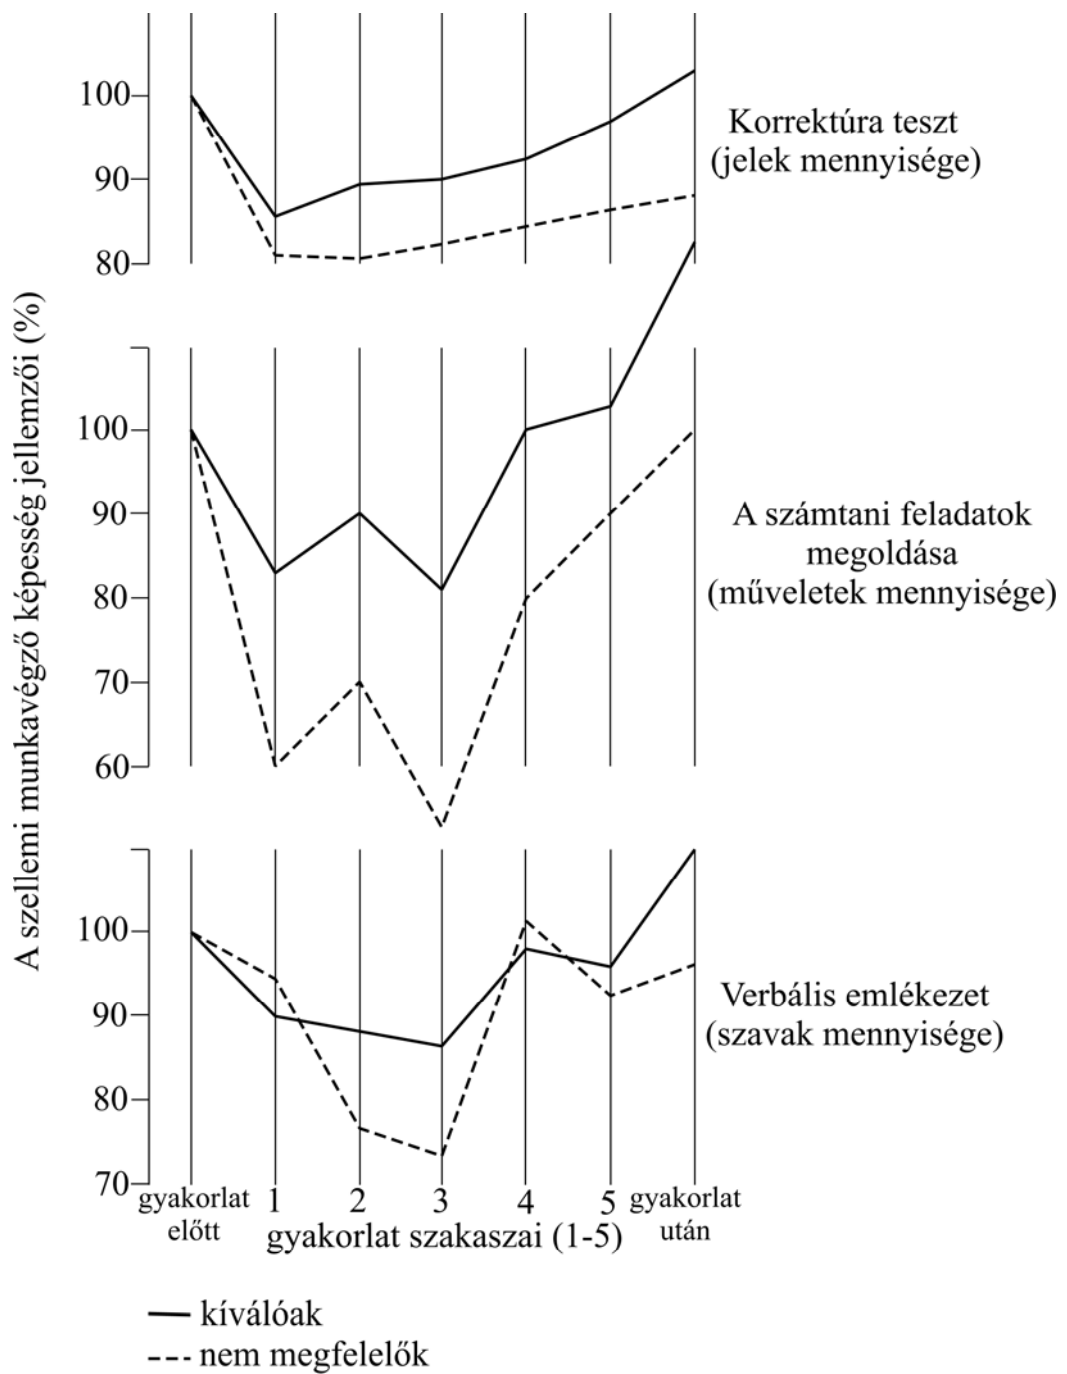 A szellemi munkavégző képesség jellemzői (%)
100
90
80
Korrektúra teszt
(jelek mennyisége)
100
90
80
70
60
A számtani feladatok
megoldása
(műveletek mennyisége)
100
90
80
70
Verbális emlékezet
(szavak mennyisége)
gyakorlat
előtt
1
2
3
4
5
gyakorlat
után
gyakorlat szakaszai (1-5)
kíválóak
nem megfelelők